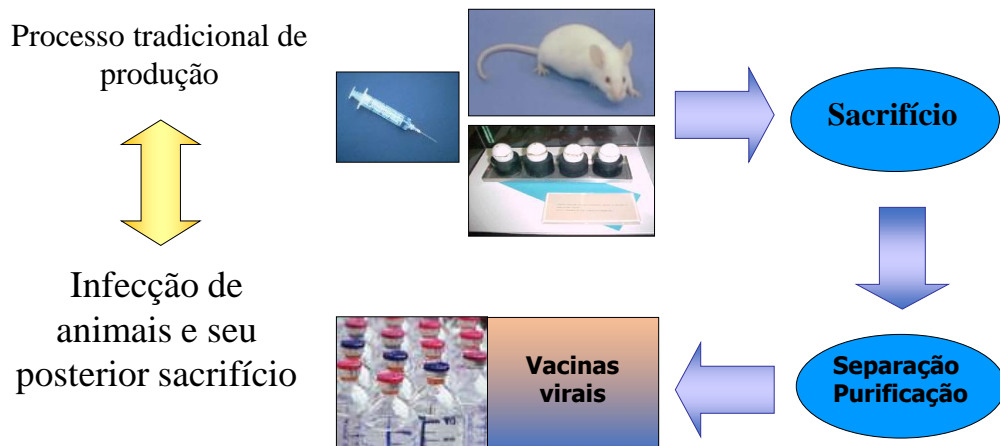 Processo tradicional de
produção
Sacrifício
Infecção de
animais e seu
posterior sacrifício
Vacinas
virais
Separação
Purificação